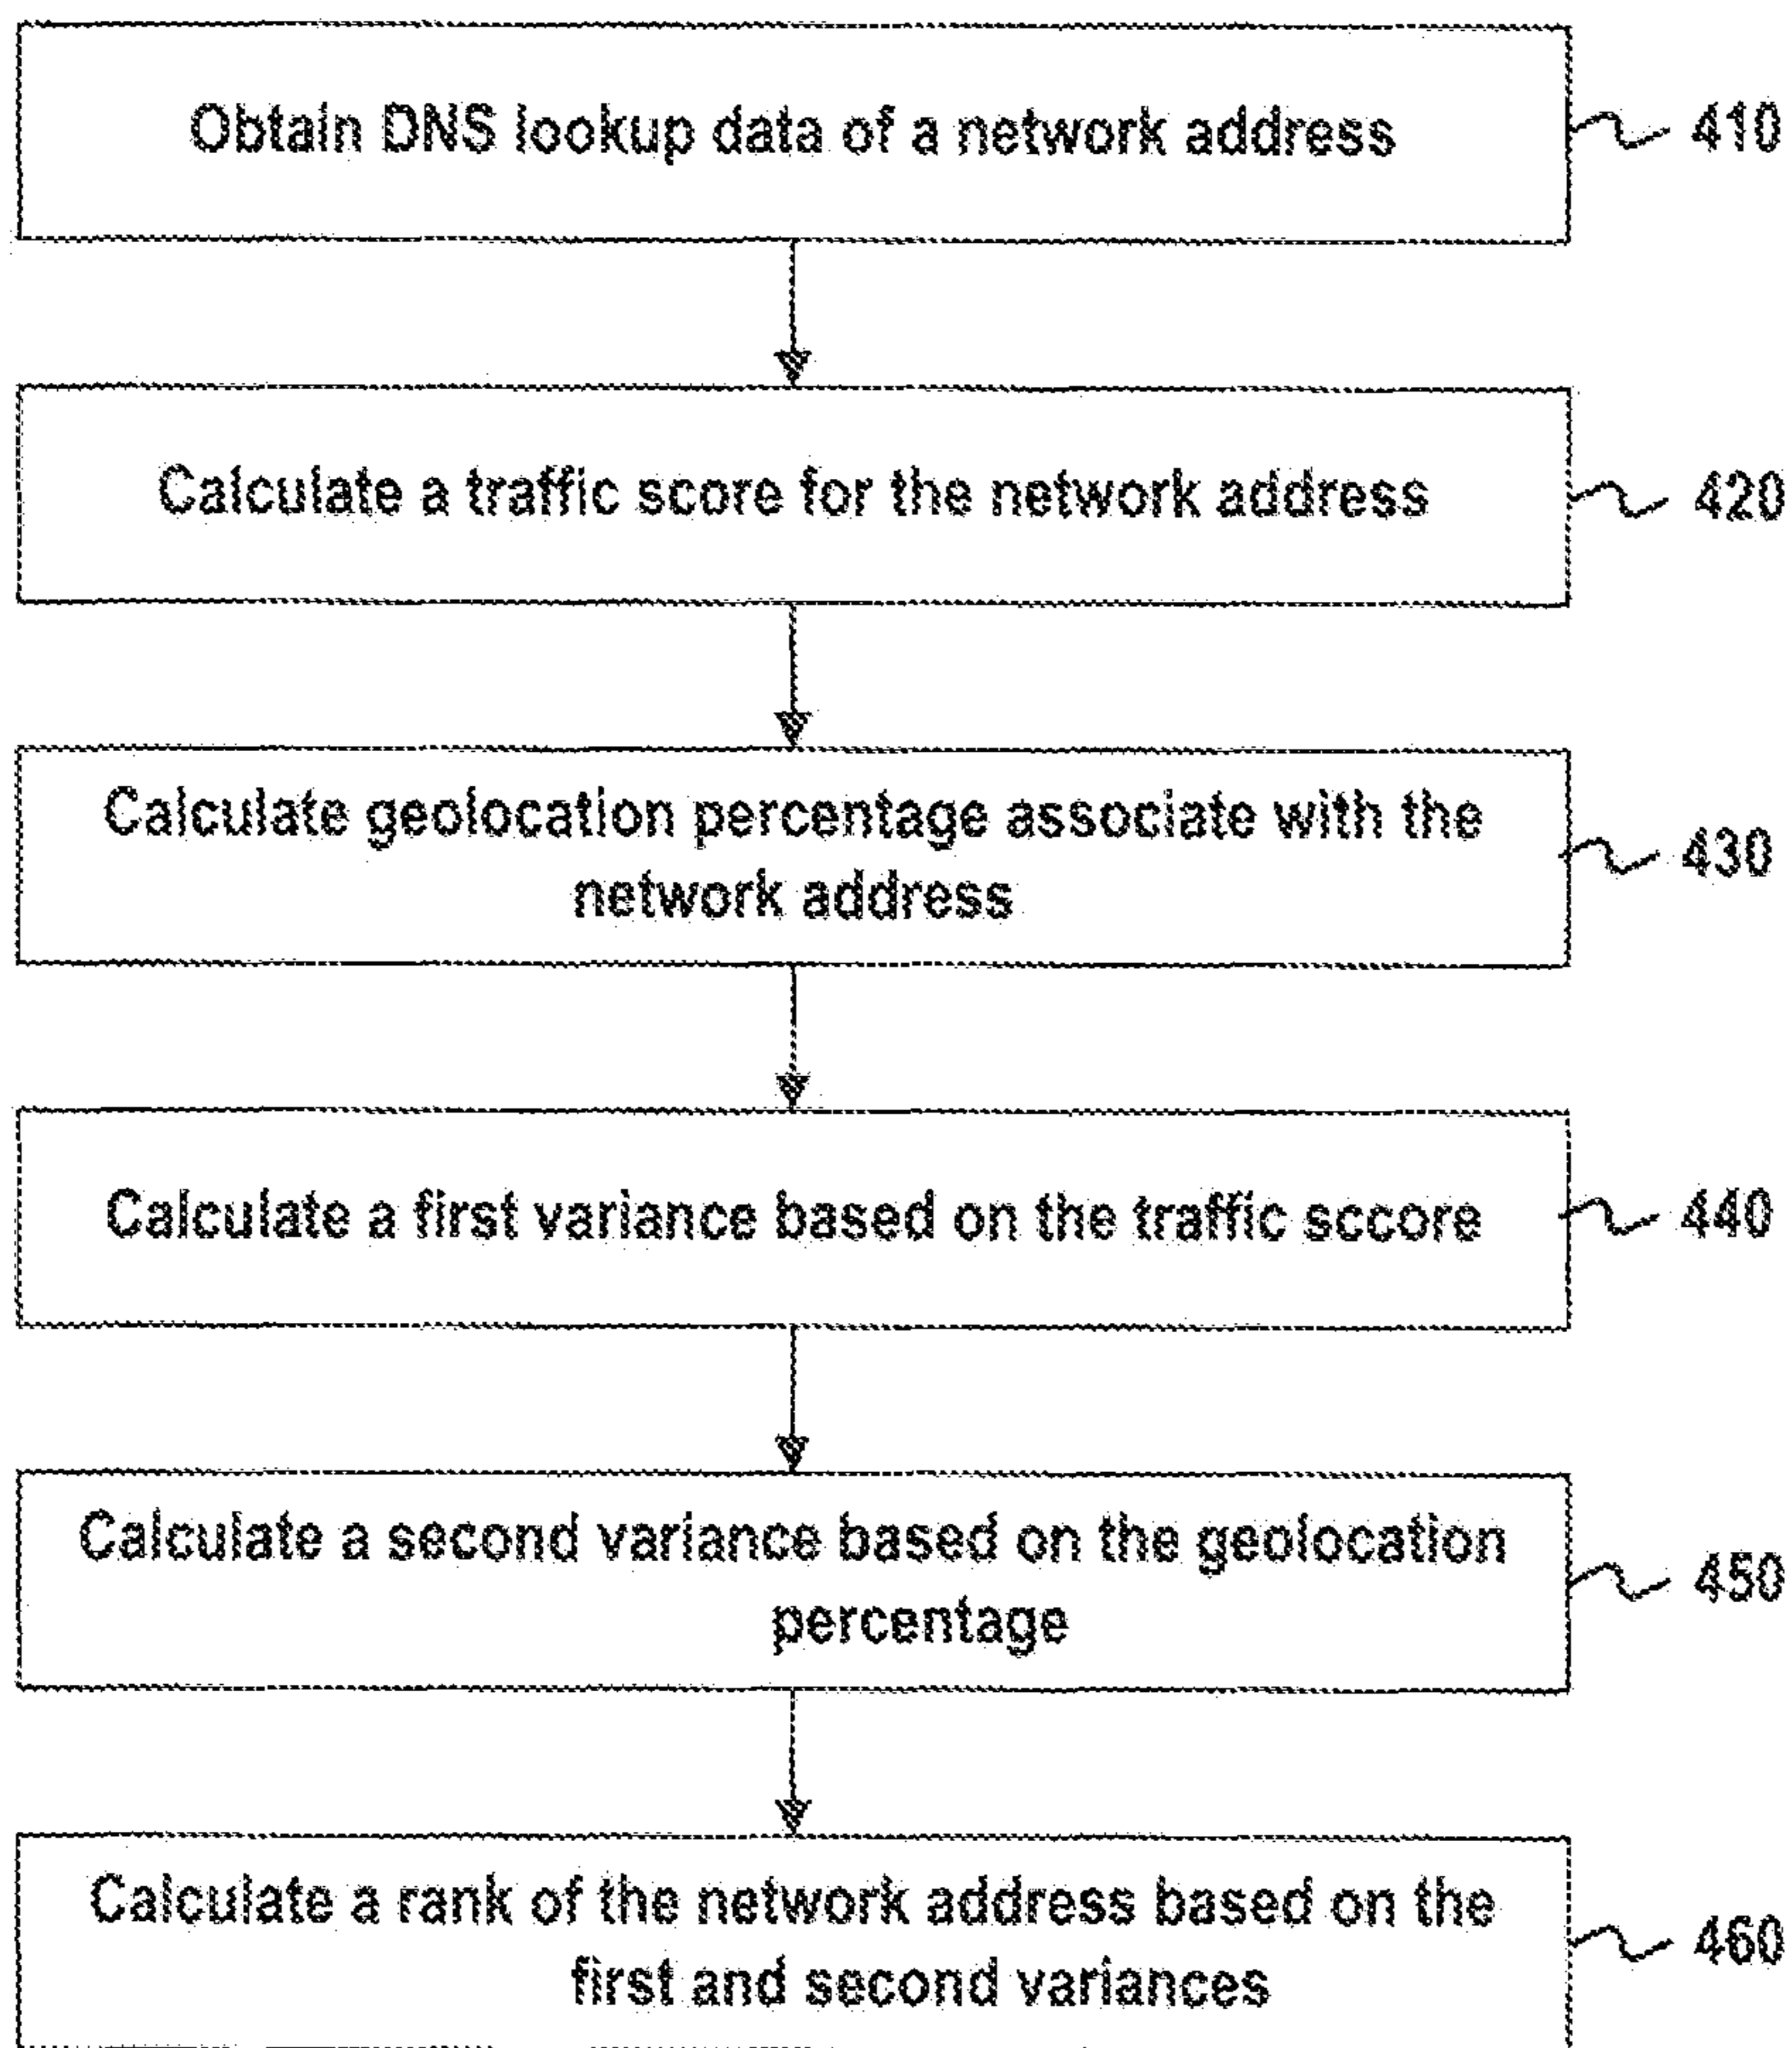 Obtain DNS lookup data of a network address
410
Calculate a traffic score for the network address
420
Calculate geolocation percentage associate with the
network address
430
Calculate a first variance based on the traffic sccore
440
Calculate a second variance based on the geolocation
percentage
450
Calculate a rank of the network address based on the
first and second variances
460